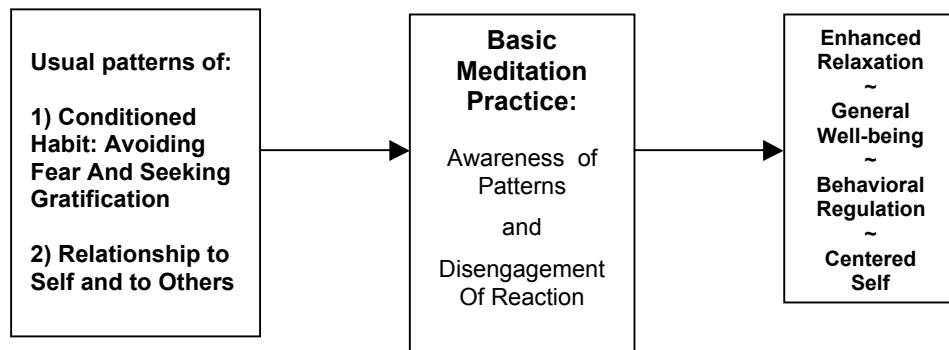 Usual patterns of:
1) Conditioned
Habit: Avoiding
Fear And Seeking
Gratification
2) Relationship to
Self and to Others
Basic
Meditation
Practice:
Awareness of
Patterns
and
Disengagement
Of Reaction
Enhanced
Relaxation
~
General
Well-being
~
Behavioral
Regulation
~
Centered
Self